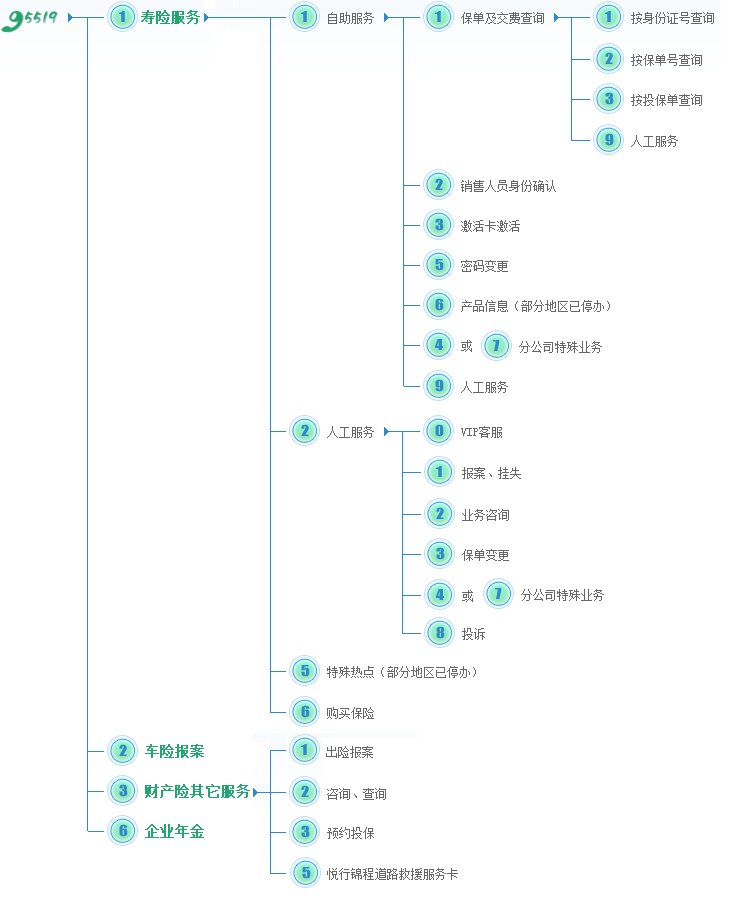 95519 1 寿险服务 1 自助服务 1 保单及交费查询 1 按身份证号查询
2 按保单号查询
3 按投保单查询
9 人工服务
2 销售人员身份确认
3 激活卡激活
5 密码变更
6 产品信息（部分地区已停办）
4 或 7 分公司特殊业务
9 人工服务
2 人工服务 0 VIP客服
1 报案、挂失
2 业务咨询
3 保单变更
4 或 7 分公司特殊业务
8 投诉
5 特殊热点（部分地区已停办）
6 购买保险
2 车险报案 1 出险报案
3 财产险其它服务 2 咨询、查询
6 企业年金 3 预约投保
5 悦行锦程道路救援服务卡